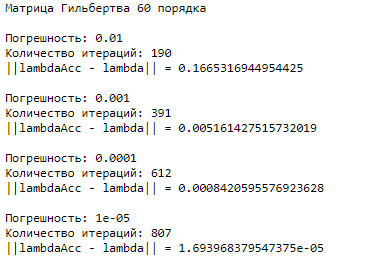 Матрица Гильбертва 60 порядка
Погрешность: 0.01
Количество итераций: 190
||lambdaAcc - lambda|| = 0.1665316944954425
Погрешность: 0.001
Количество итераций: 391
||lambdaAcc - lambda|| = 0.005161427515732019
Погрешность: 0.0001
Количество итераций: 612
||lambdaAcc - lambda|| = 0.0008420595576923628
Погрешность: 1e-05
Количество итераций: 807
||lambdaAcc - lambda|| = 1.693968379547375e-05